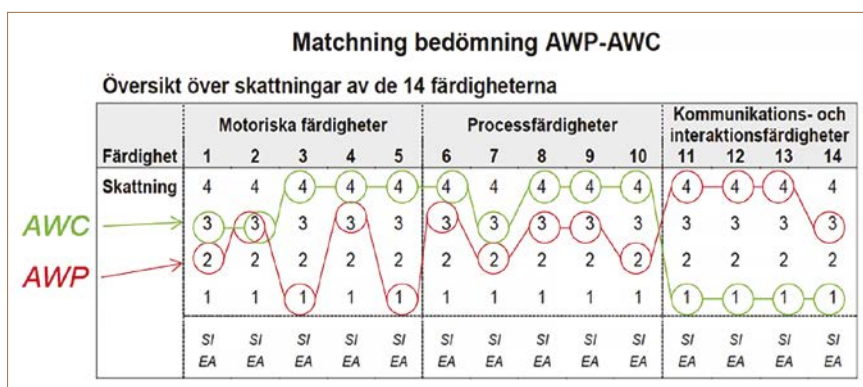 Matchning bedömning AWP-AWC
Översikt över skattningar av de 14 färdigheterna
Motoriska färdigheter Processfärdigheter Kommunikations- och interaktionsfärdigheter
Färdighet 1 2 3 4 5 6 7 8 9 10 11 12 13 14
Skattning 4 4 4 4 4 4 4 4 4 4 4 4 4 4
AWC 3 3 3 3 3 3 3 3 3 3 3 3 3 3
AWP 2 2 2 2 2 2 2 2 2 2 2 2 2 2
1 1 1 1 1 1 1 1 1 1 1 1 1 1
SI SI SI SI SI SI SI SI SI SI SI SI SI SI
EA EA EA EA EA EA EA EA EA EA EA EA EA EA